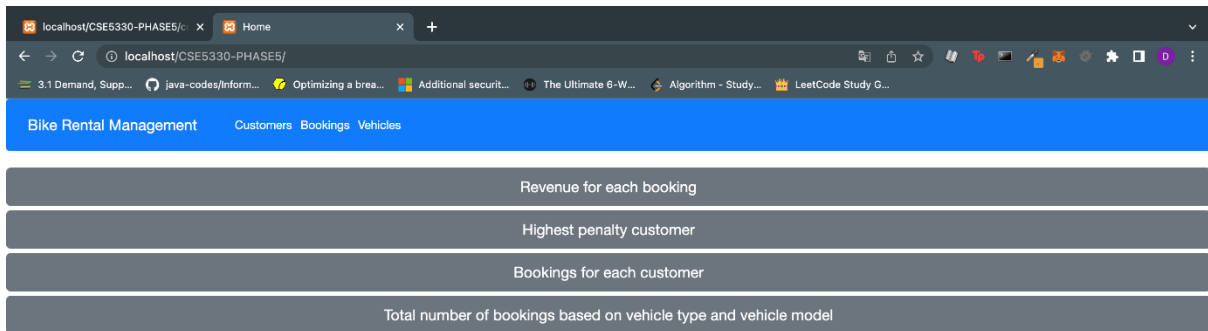 localhost/CSE5330-PHASE5/c
Home
localhost/CSE5330-PHASE5/
3.1 Demand, Supp...
java-codes/Inform...
Optimizing a brea...
Additional securit...
The Ultimate 6-W...
Algorithm - Study...
LeetCode Study G...
Bike Rental Management
Customers Bookings Vehicles
Revenue for each booking
Highest penalty customer
Bookings for each customer
Total number of bookings based on vehicle type and vehicle model